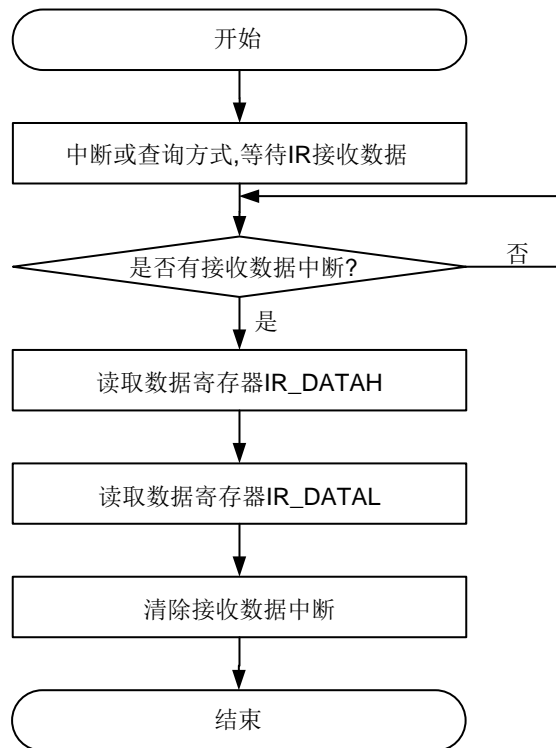 开始
中断或查询方式,等待IR接收数据
是否有接收数据中断?
否
是
读取数据寄存器IR_DATAH
读取数据寄存器IR_DATAL
清除接收数据中断
结束